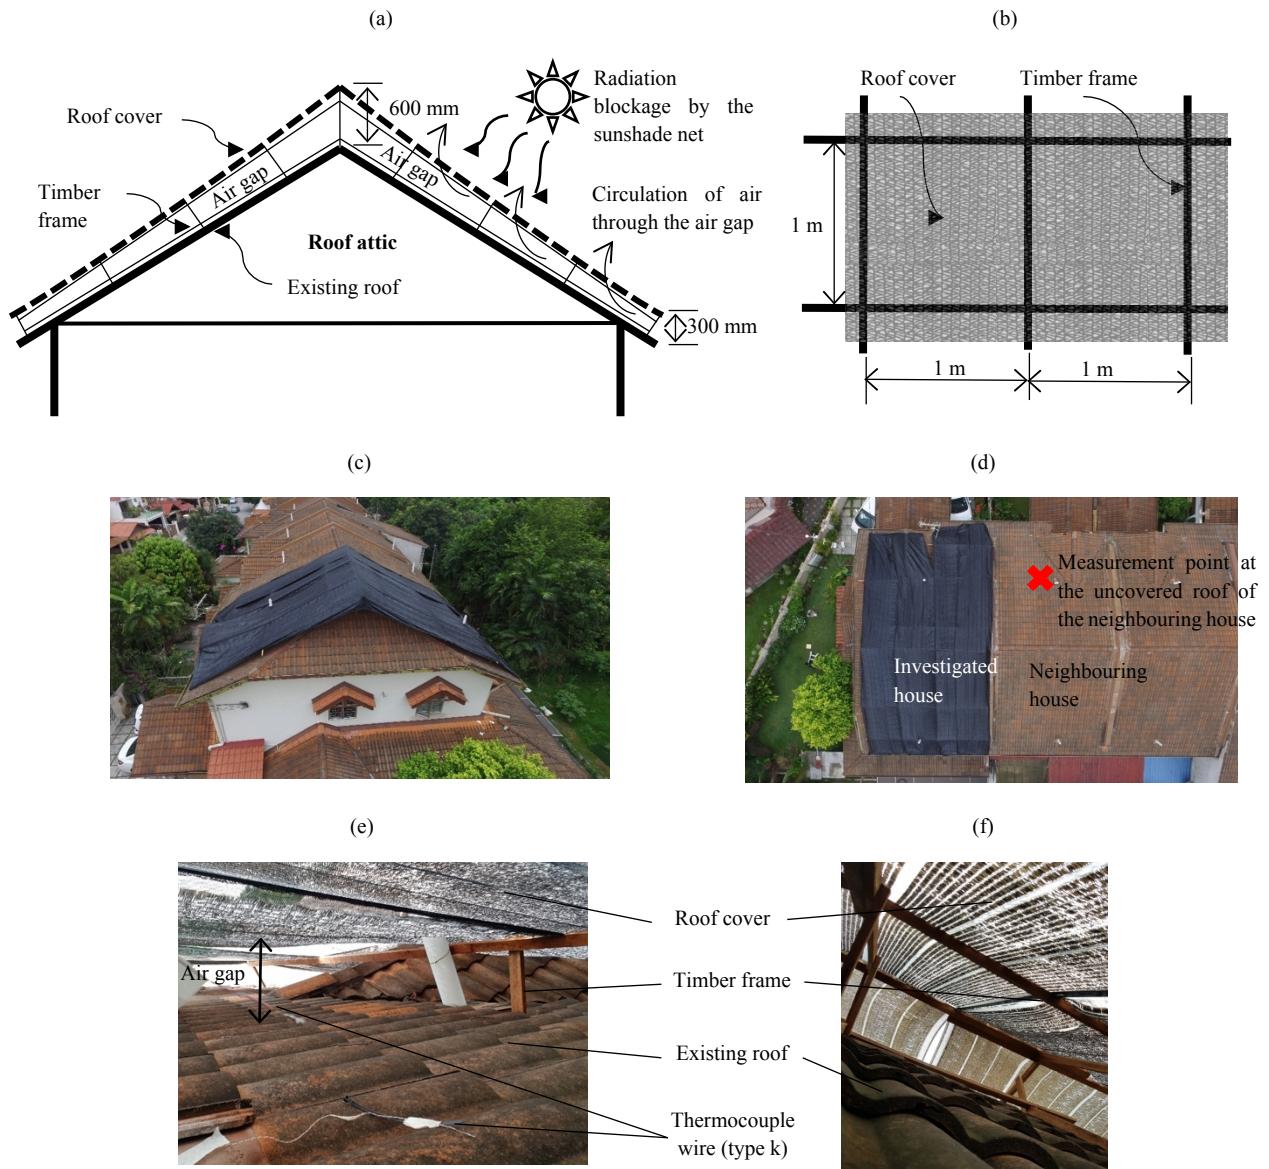 (a)
Roof cover
600 mm
Radiation
blockage by the
sunshade net
Air gap
Air gap
Timber
frame
Circulation of air
through the air gap
Roof attic
Existing roof
300 mm
(b)
Roof cover
Timber frame
1 m
1 m
1 m
(c)
(d)
Measurement point at
the uncovered roof of
the neighbouring house
Investigated
house
Neighbouring
house
(e)
(f)
Roof cover
Air gap
Timber frame
Existing roof
Thermocouple
wire (type k)